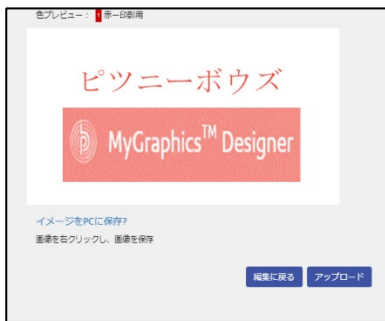 色プレビュー： 赤ー印影用
ピツニーボウズ
MyGraphics™ Designer
イメージをPCに保存?
画像を右クリックし、画像を保存
編集に戻る アップロード